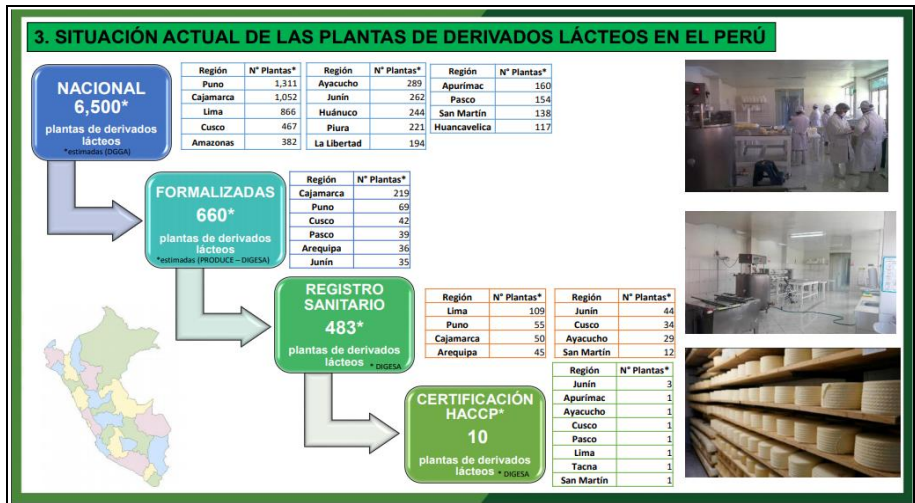 3. SITUACIÓN ACTUAL DE LAS PLANTAS DE DERIVADOS LÁCTEOS EN EL PERÚ
NACIONAL
6,500*
plantas de derivados
lácteos
*estimadas (DGGA)
Región N° Plantas*
Puno 1,311
Cajamarca 1,052
Lima 866
Cusco 467
Amazonas 382
Región N° Plantas*
Ayacucho 289
Junín 262
Huánuco 244
Piura 221
La Libertad 194
Región N° Plantas*
Apurímac 160
Pasco 154
San Martín 138
Huancavelica 117
FORMALIZADAS
660*
plantas de derivados
lácteos
*estimadas (PRODUCE – DIGESA)
Región N° Plantas*
Cajamarca 219
Puno 69
Cusco 42
Pasco 39
Arequipa 36
Junín 35
REGISTRO
SANITARIO
483*
plantas de derivados
lácteos * DIGESA
Región N° Plantas*
Lima 109
Puno 55
Cajamarca 50
Arequipa 45
Región N° Plantas*
Junín 44
Cusco 34
Ayacucho 29
San Martín 12
CERTIFICACIÓN
HACCP*
10
plantas de derivados
lácteos * DIGESA
Región N° Plantas*
Junín 3
Apurímac 1
Ayacucho 1
Cusco 1
Pasco 1
Lima 1
Tacna 1
San Martín 1